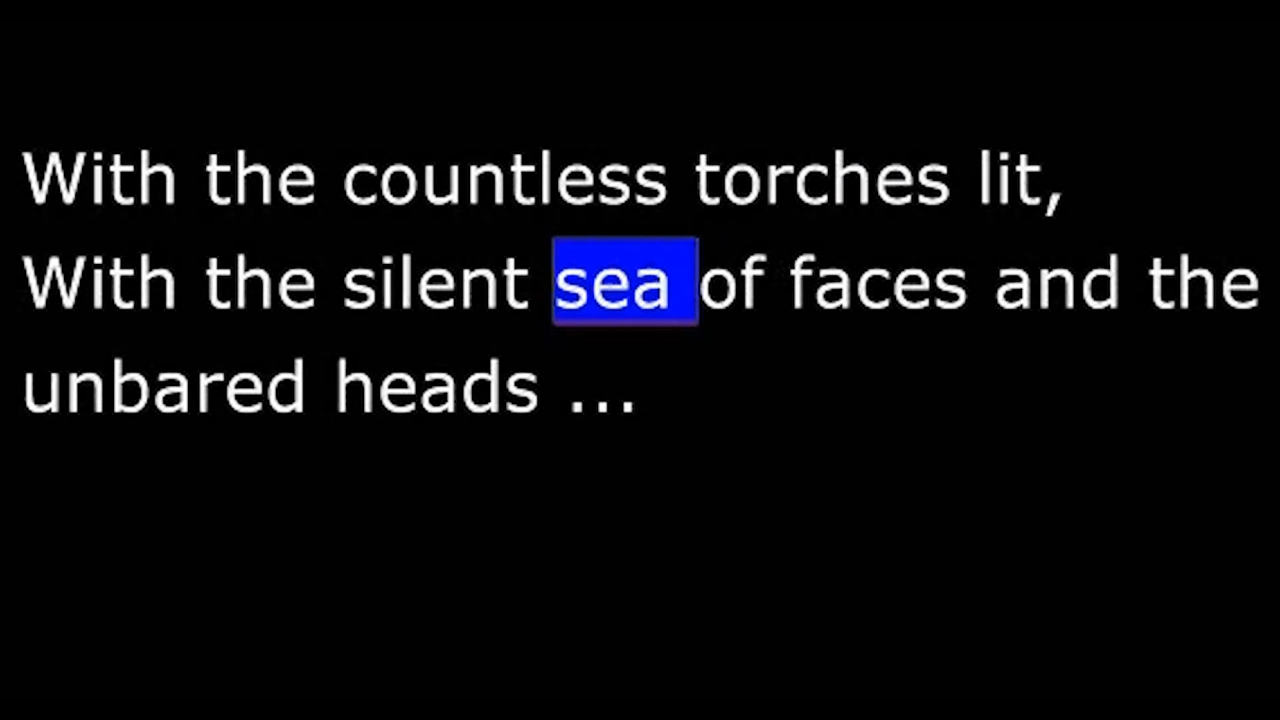 With the countless torches lit,
With the silent sea of faces and the
unbared heads ...